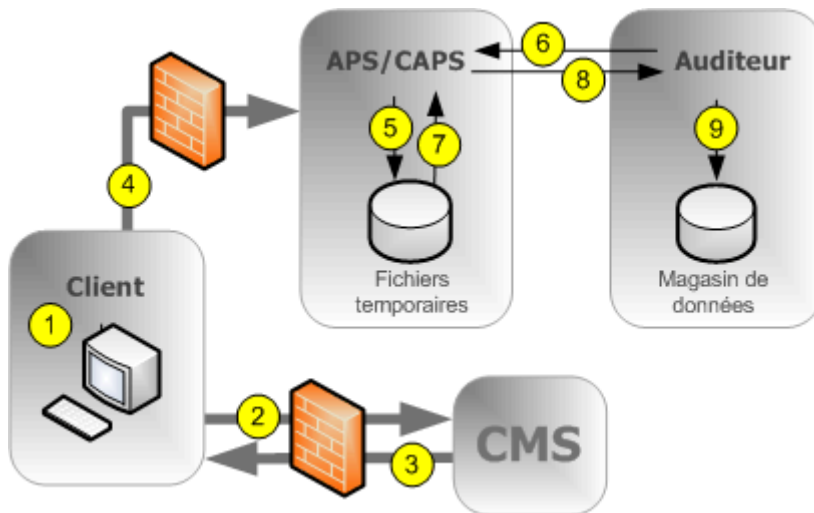 6
APS/CAPS
Auditeur
8
5
7
9
4
Fichiers
temporaires
Magasin de
données
Client
1
2
CMS
3